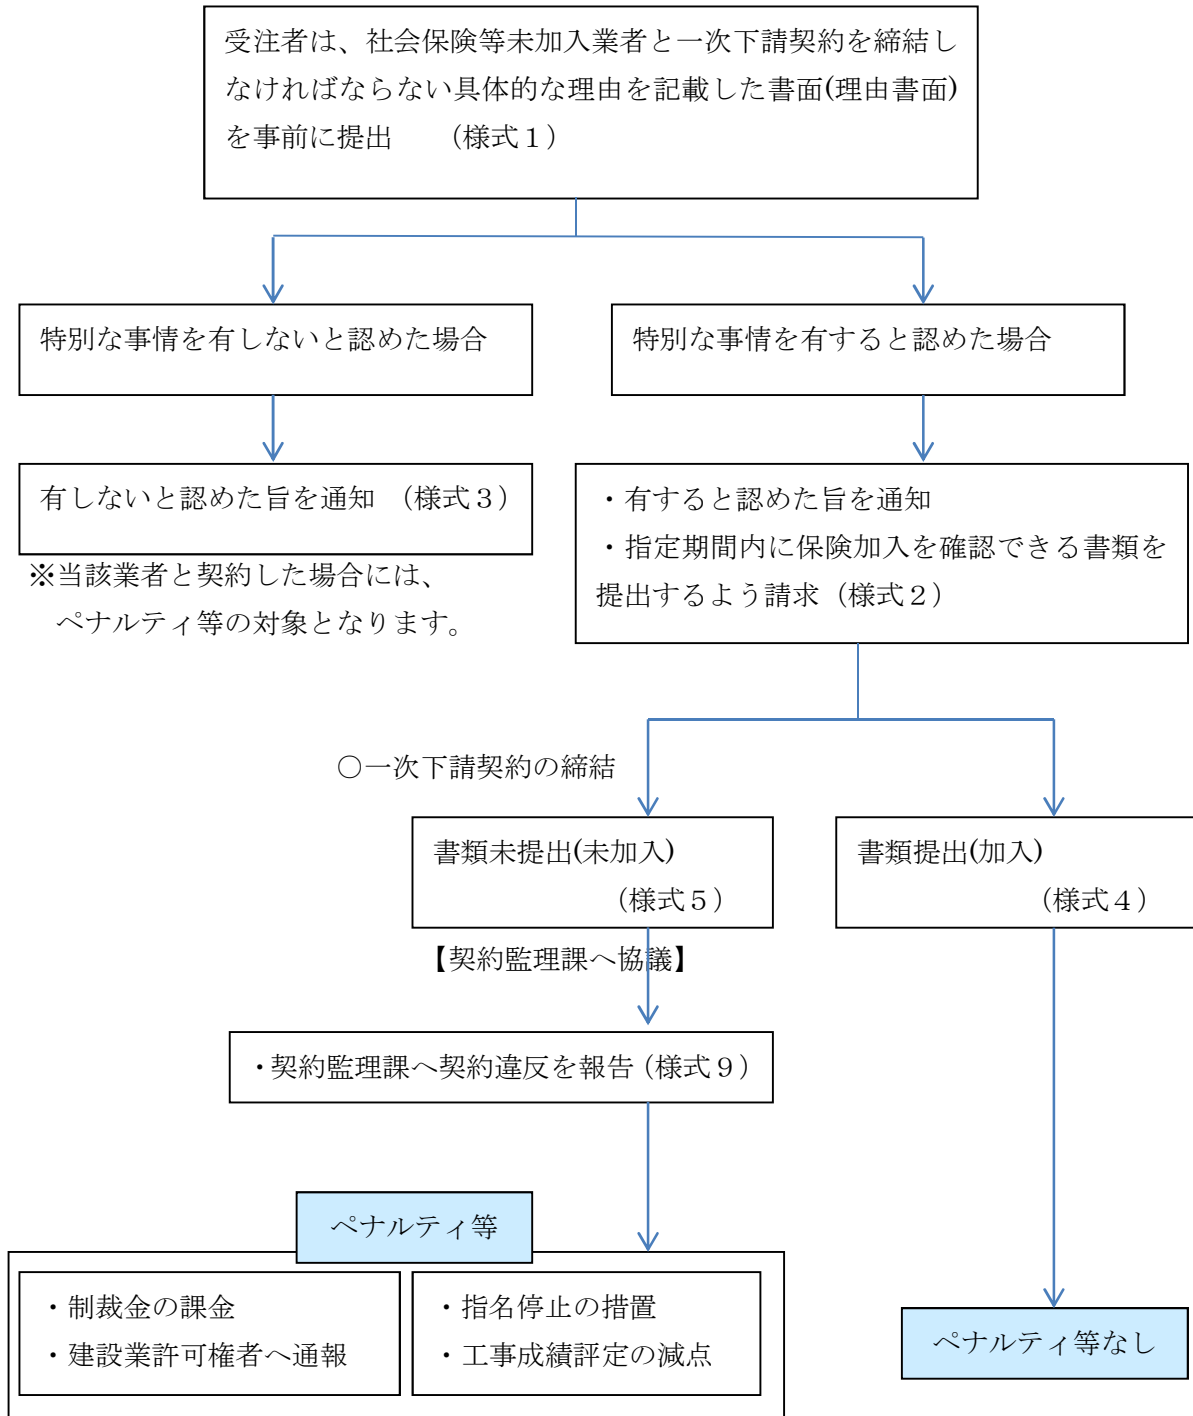 受注者は、社会保険等未加入業者と一次下請契約を締結し
なければならない具体的な理由を記載した書面(理由書面)
を事前に提出　　（様式１）
特別な事情を有しないと認めた場合
特別な事情を有すると認めた場合
有しないと認めた旨を通知　（様式３）
※当該業者と契約した場合には、
ペナルティ等の対象となります。
・有すると認めた旨を通知
・指定期間内に保険加入を確認できる書類を
提出するよう請求（様式２）
○一次下請契約の締結
書類未提出(未加入)
（様式５）
書類提出(加入)
（様式４）
【契約監理課へ協議】
・契約監理課へ契約違反を報告（様式９）
ペナルティ等
・制裁金の課金
・建設業許可権者へ通報
・指名停止の措置
・工事成績評定の減点
ペナルティ等なし